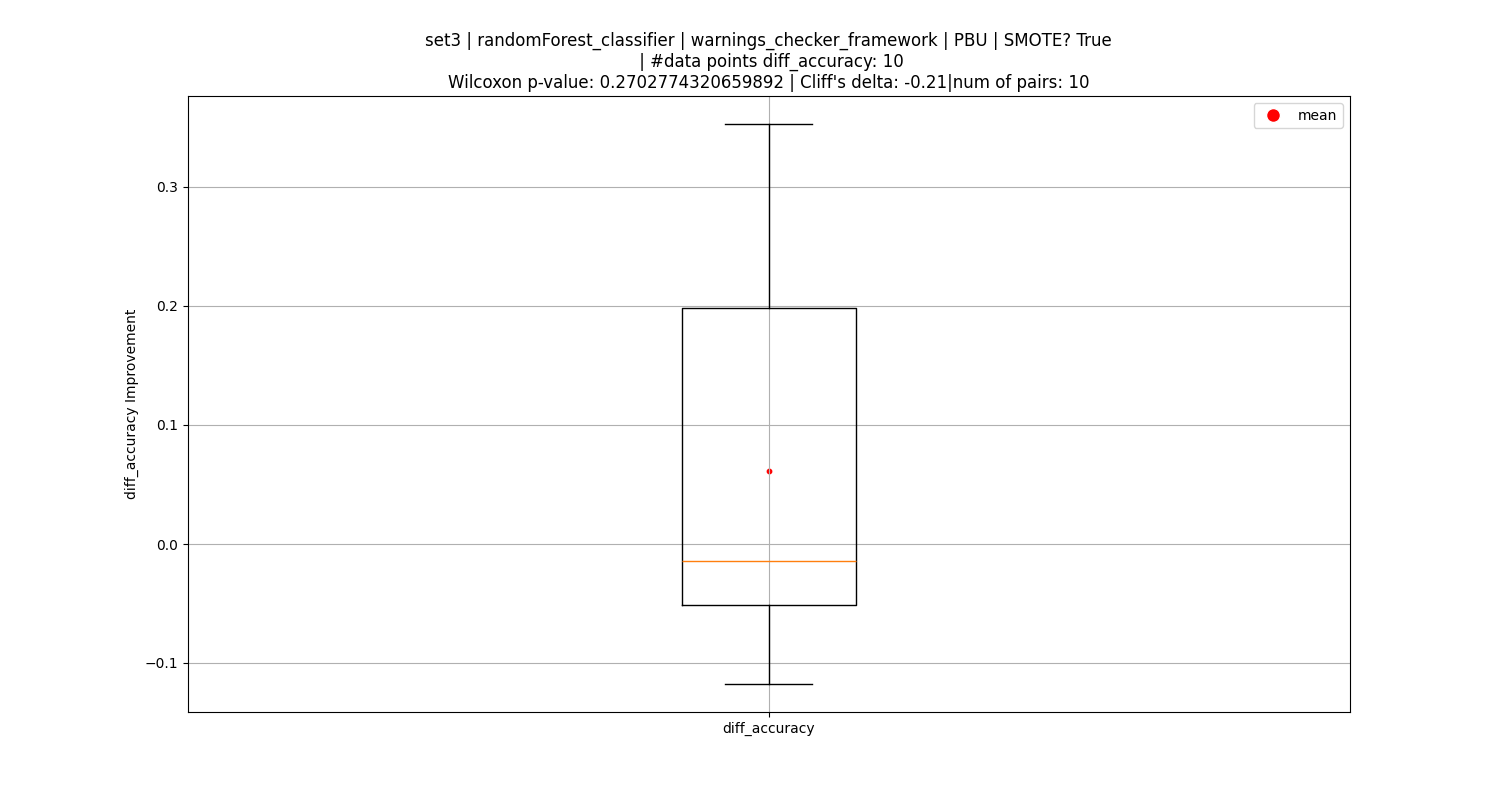 set3 | randomForest_classifier | warnings_checker_framework | PBU | SMOTE? True
| #data points diff_accuracy: 10
Wilcoxon p-value: 0.2702774320659892 | Cliff's delta: -0.21|num of pairs: 10
mean
0.3
0.2
0.1
0.0
−0.1
diff_accuracy Improvement
diff_accuracy